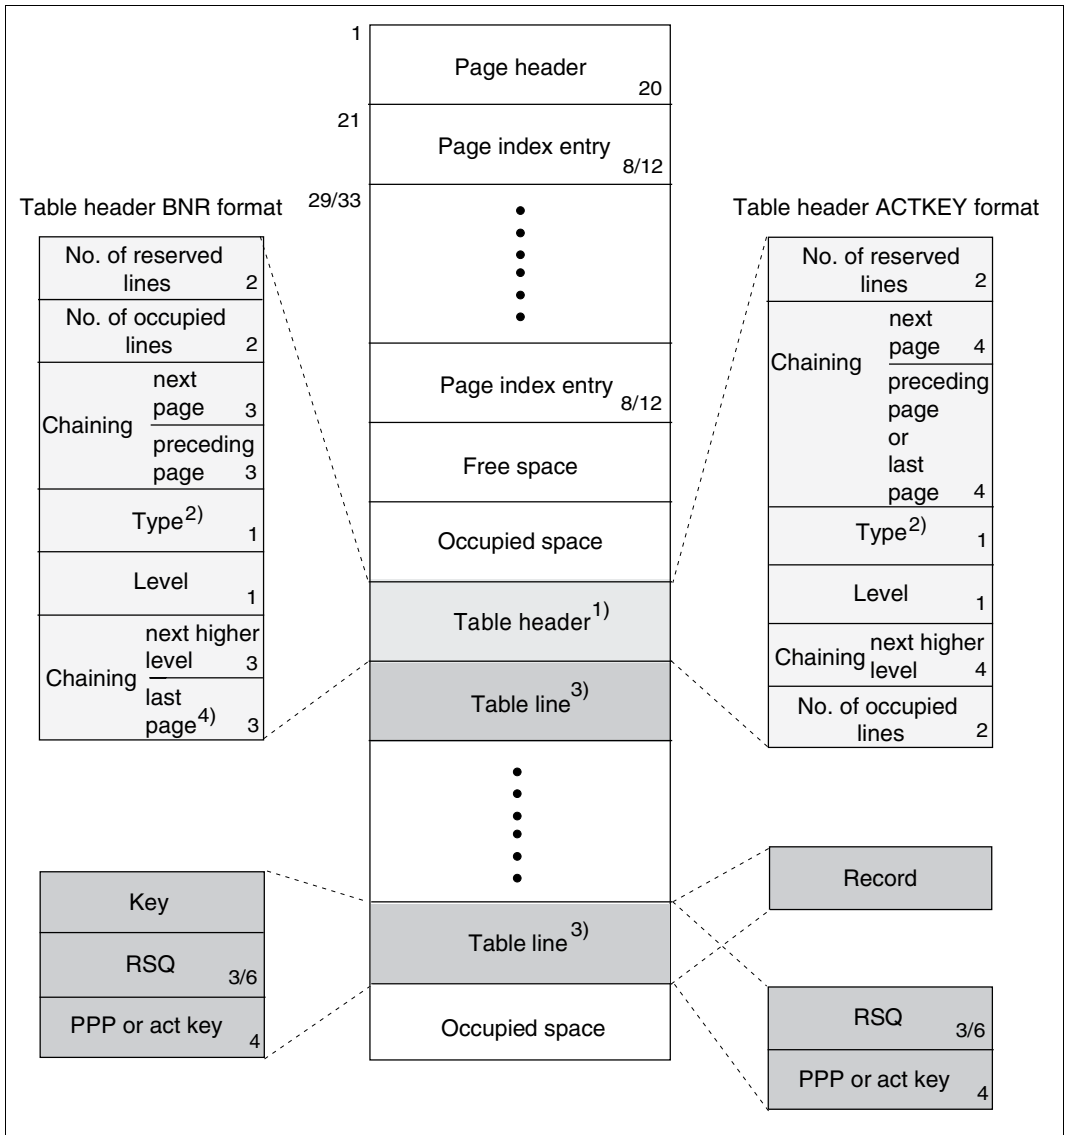 1
Page header
20
21
Page index entry
8/12
29/33
Table header BNR format
No. of reserved
lines
2
No. of occupied
lines
2
Chaining
next
page
3
preceding
page
3
Type2)
1
Level
1
Chaining
next higher
level
3
last
page4)
3
Table header ACTKEY format
No. of reserved
lines
2
Chaining
next
page
4
preceding
page
or
last
page
4
Type2)
1
Level
1
Chaining
next higher
level
4
No. of occupied
lines
2
Page index entry
8/12
Free space
Occupied space
Table header1)
Table line3)
Table line3)
Occupied space
Key
RSQ
3/6
PPP or act key
4
Record
RSQ
3/6
PPP or act key
4